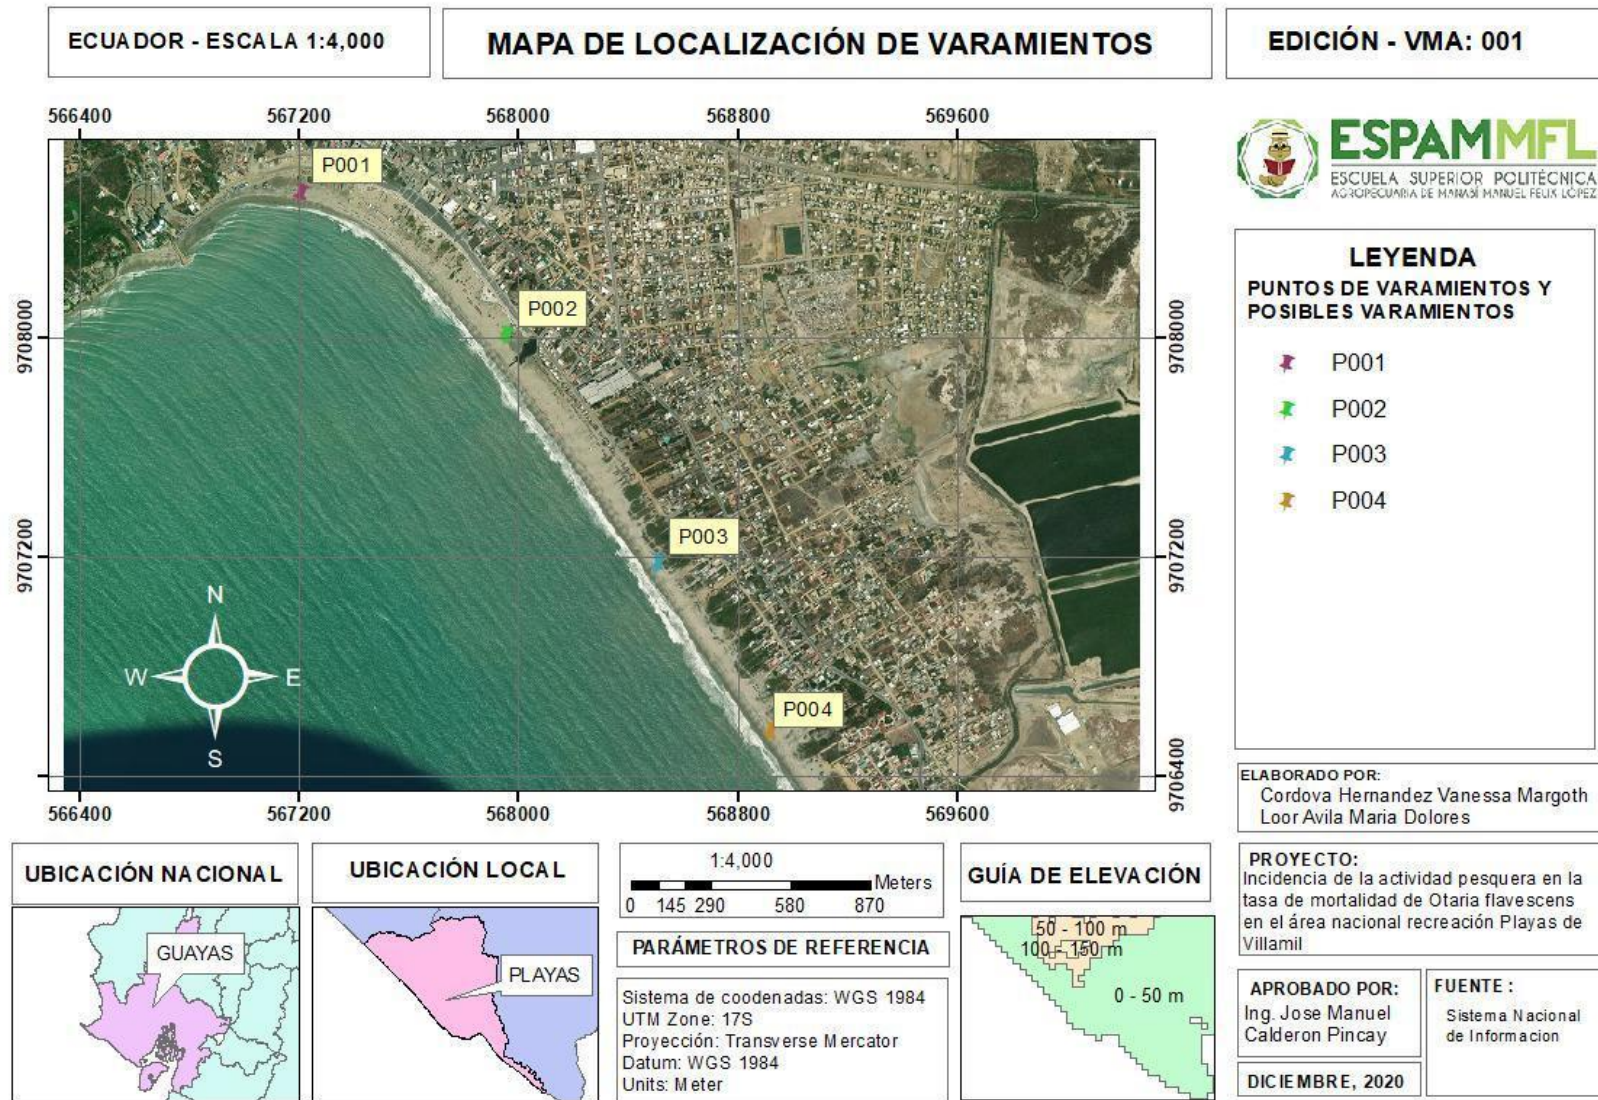 ECUADOR - ESCALA 1:4,000
MAPA DE LOCALIZACIÓN DE VARAMIENTOS
EDICIÓN - VMA: 001
566400
567200
568000
568800
569600
P001
P002
P003
P004
9708000
9707200
9708000
9707200
9706400
N
W
E
S
566400
567200
568000
568800
569600
ESPAMMFL
ESCUELA SUPERIOR POLITÉCNICA
AGROPECUARIA DE MANABÍ MANUEL FÉLIX LÓPEZ
LEYENDA
PUNTOS DE VARAMIENTOS Y
POSIBLES VARAMIENTOS
P001
P002
P003
P004
ELABORADO POR:
Cordova Hernandez Vanessa Margoth
Loor Avila Maria Dolores
UBICACIÓN NACIONAL
GUAYAS
UBICACIÓN LOCAL
PLAYAS
1:4,000
Meters
0 145 290 580 870
PARÁMETROS DE REFERENCIA
Sistema de coodenadas: WGS 1984
UTM Zone: 17S
Proyección: Transverse Mercator
Datum: WGS 1984
Units: Meter
GUÍA DE ELEVACIÓN
50 - 100 m
100 - 150 m
0 - 50 m
PROYECTO:
Incidencia de la actividad pesquera en la
tasa de mortalidad de Otaria flavescens
en el área nacional recreación Playas de
Villamil
APROBADO POR:
Ing. Jose Manuel
Calderon Pincay
DICIEMBRE, 2020
FUENTE :
Sistema Nacional
de Informacion